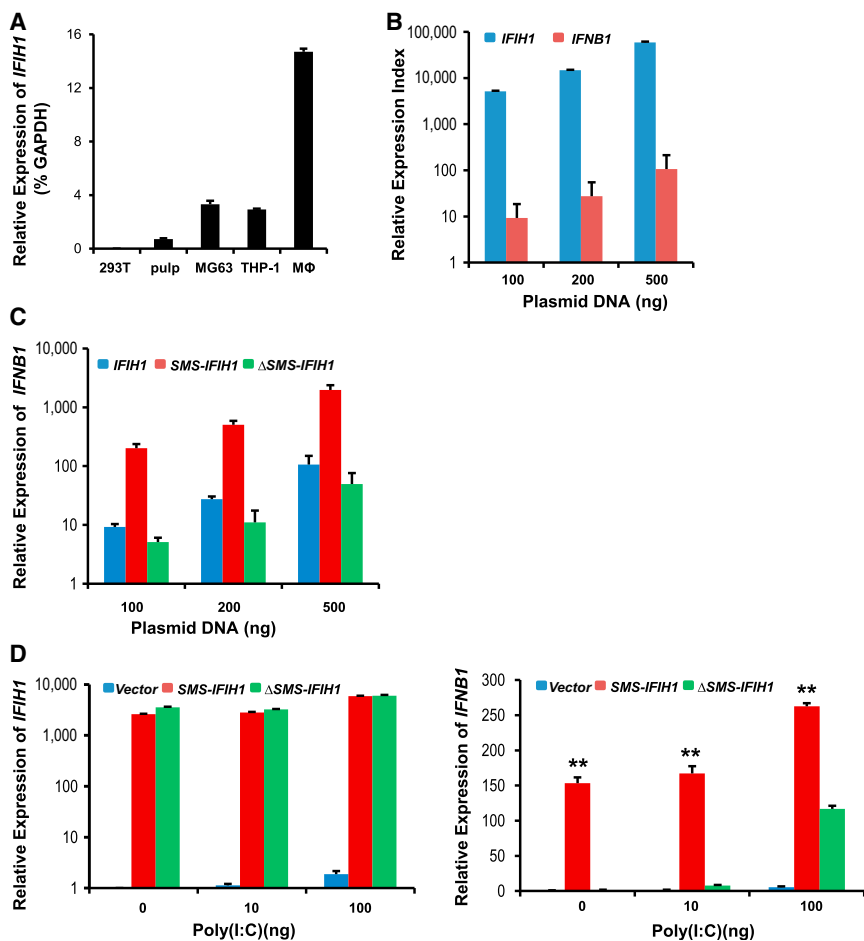 A
Relative Expression of IFIH1
(% GAPDH)
16
12
8
4
0
293T pulp MG63 THP-1 MΦ
B
IFIH1 IFNB1
Relative Expression Index
100,000
10,000
1,000
100
10
1
100 200 500
Plasmid DNA (ng)
C
IFIH1 SMS-IFIH1 ΔSMS-IFIH1
Relative Expression of IFNB1
10,000
1,000
100
10
1
100 200 500
Plasmid DNA (ng)
D
Vector SMS-IFIH1 ΔSMS-IFIH1
Relative Expression of IFIH1
10,000
1,000
100
10
1
0 10 100
Poly(I:C)(ng)
Vector SMS-IFIH1 ΔSMS-IFIH1
Relative Expression of IFNB1
300
250
200
150
100
50
0
** ** **
0 10 100
Poly(I:C)(ng)